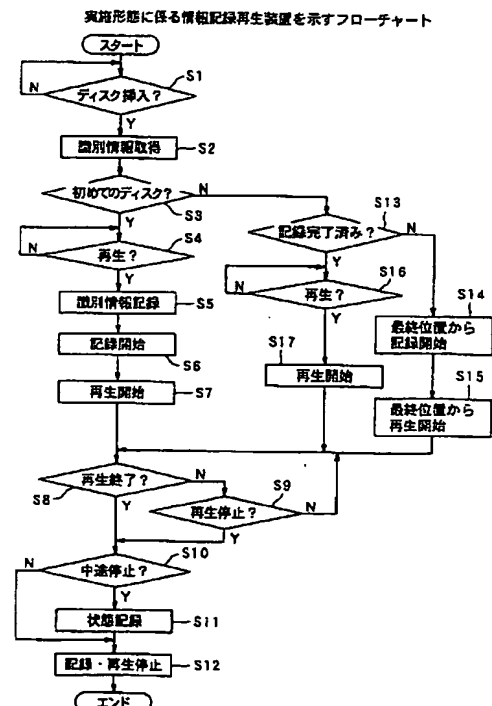 実施形態に係る情報記録再生装置を示すフローチャート
スタート
S1
N
ディスク挿入？
Y
識別情報取得
S2
初めてのディスク？
N
S3
Y
S13
記録完了済み？
N
Y
S4
N
再生？
Y
S16
N
再生？
Y
識別情報記録
S5
S14
最終位置から
記録開始
記録開始
S6
S17
再生開始
再生開始
S7
S15
最終位置から
再生開始
再生終了？
N
S8
Y
S9
再生停止？
N
Y
S10
N
中途停止？
Y
状態記録
S11
記録・再生停止
S12
エンド